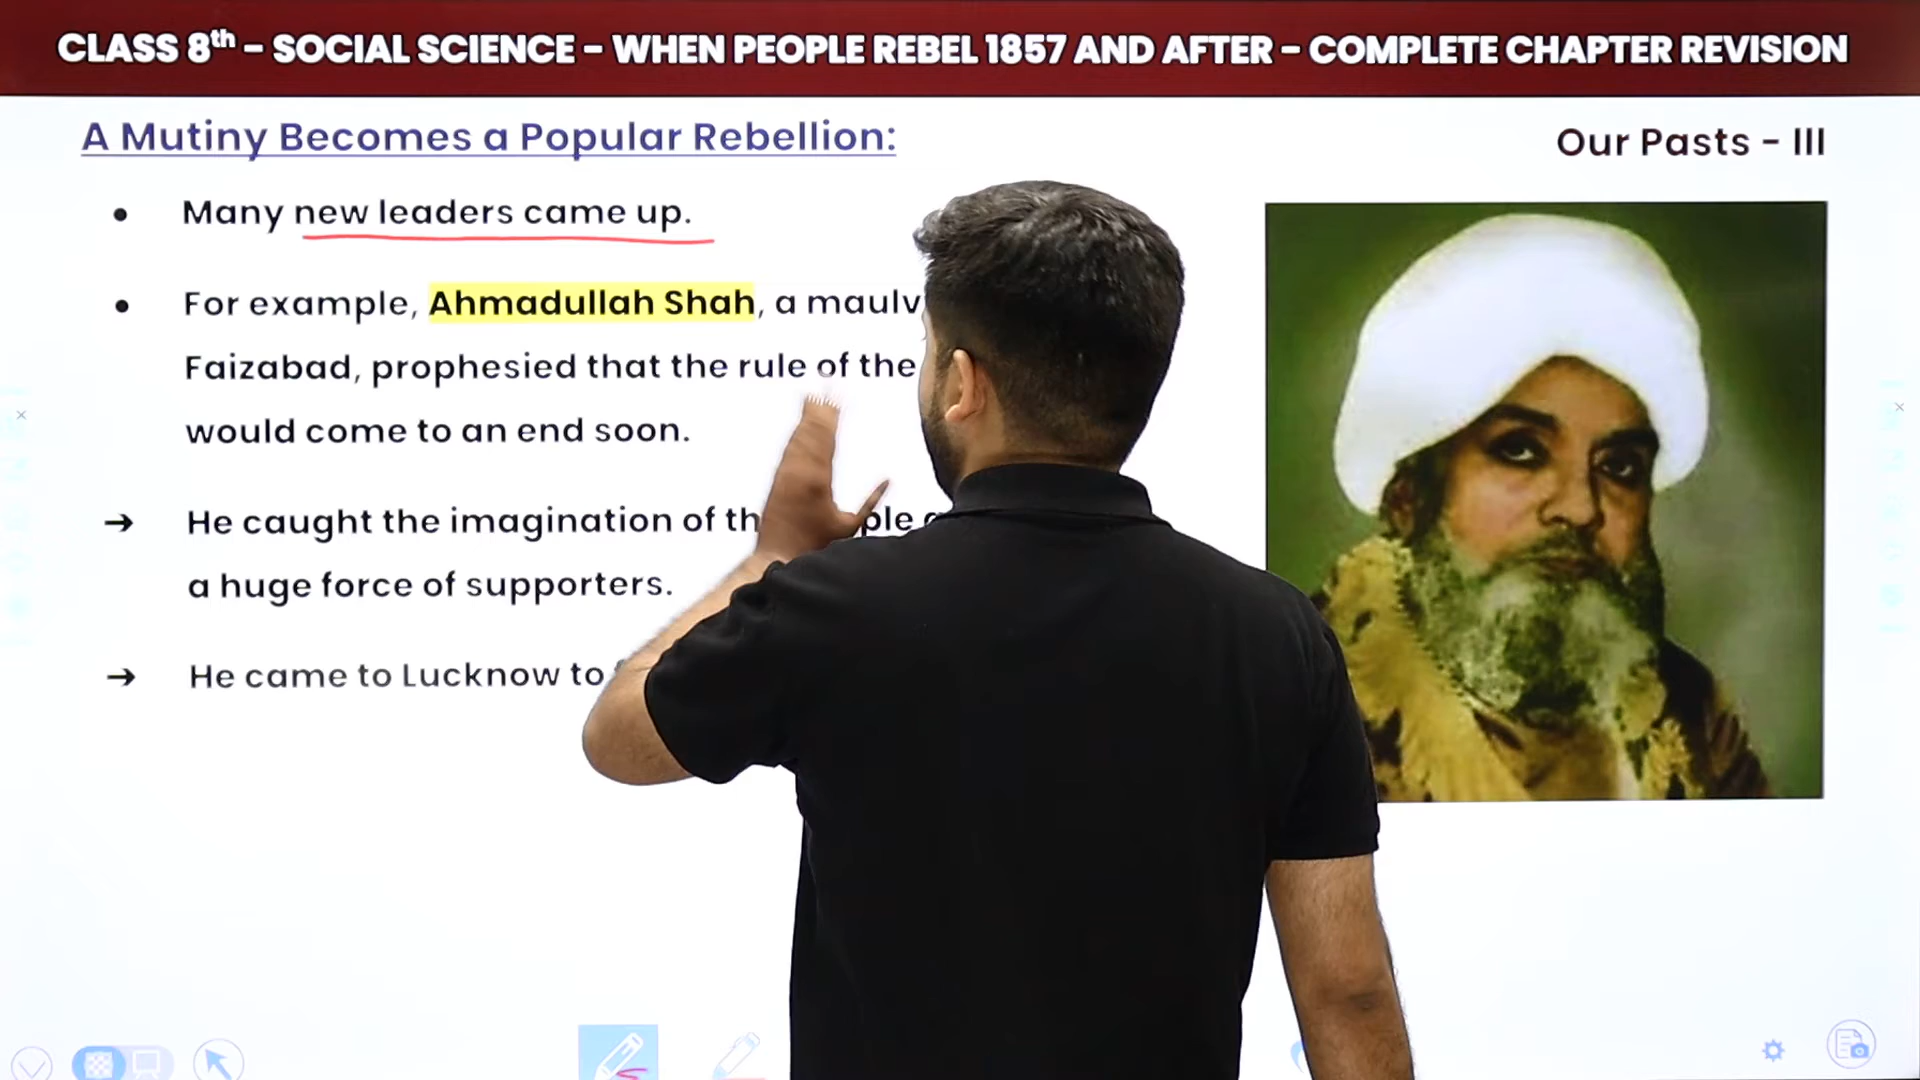 CLASS 8th – SOCIAL SCIENCE – WHEN PEOPLE REBEL 1857 AND AFTER – COMPLETE CHAPTER REVISION
A Mutiny Becomes a Popular Rebellion:
Our Pasts - III
• Many new leaders came up.
• For example, Ahmadullah Shah, a
Faizabad, prophesied that the rule of the
would come to an end soon.
→ He caught the imagination of
a huge force of supporters.
→ He came to Lucknow to